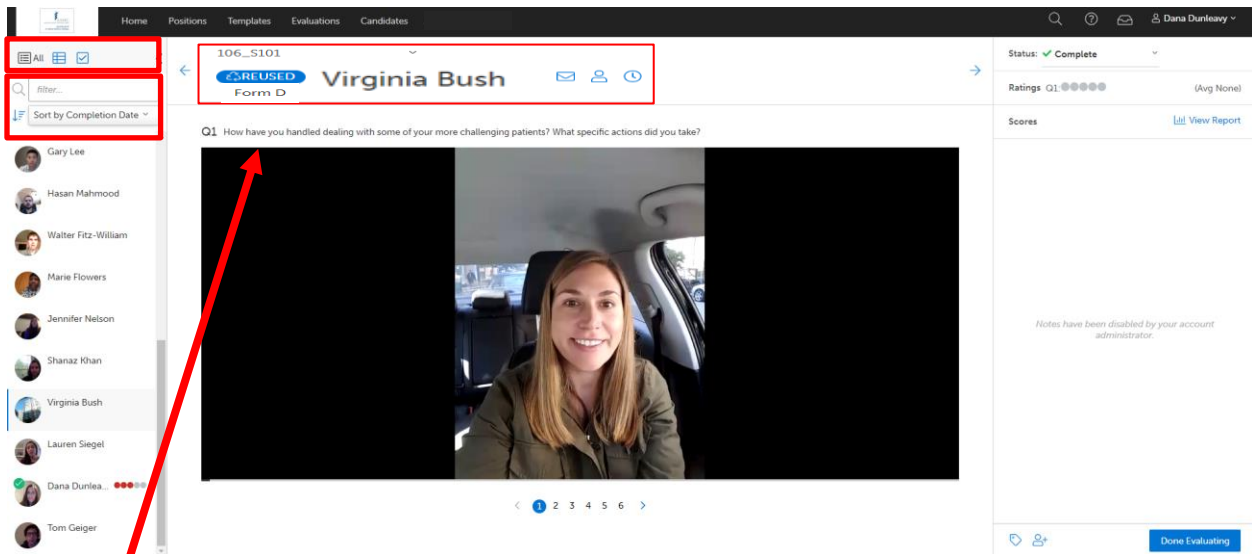 Home Positions Templates Evaluations Candidates
Dana Dunleavy
All
filter...
Sort by Completion Date
Gary Lee
Hasan Mahmood
Walter Fitz-William
Marie Flowers
Jennifer Nelson
Shanaz Khan
Virginia Bush
Lauren Siegel
Dana Dunlea...
Tom Geiger
106_S101
REUSED Virginia Bush
Form D
Q1 How have you handled dealing with some of your more challenging patients? What specific actions did you take?
1 2 3 4 5 6
Status: Complete
Ratings Q1: (Avg None)
Scores View Report
Notes have been disabled by your account
administrator.
Done Evaluating